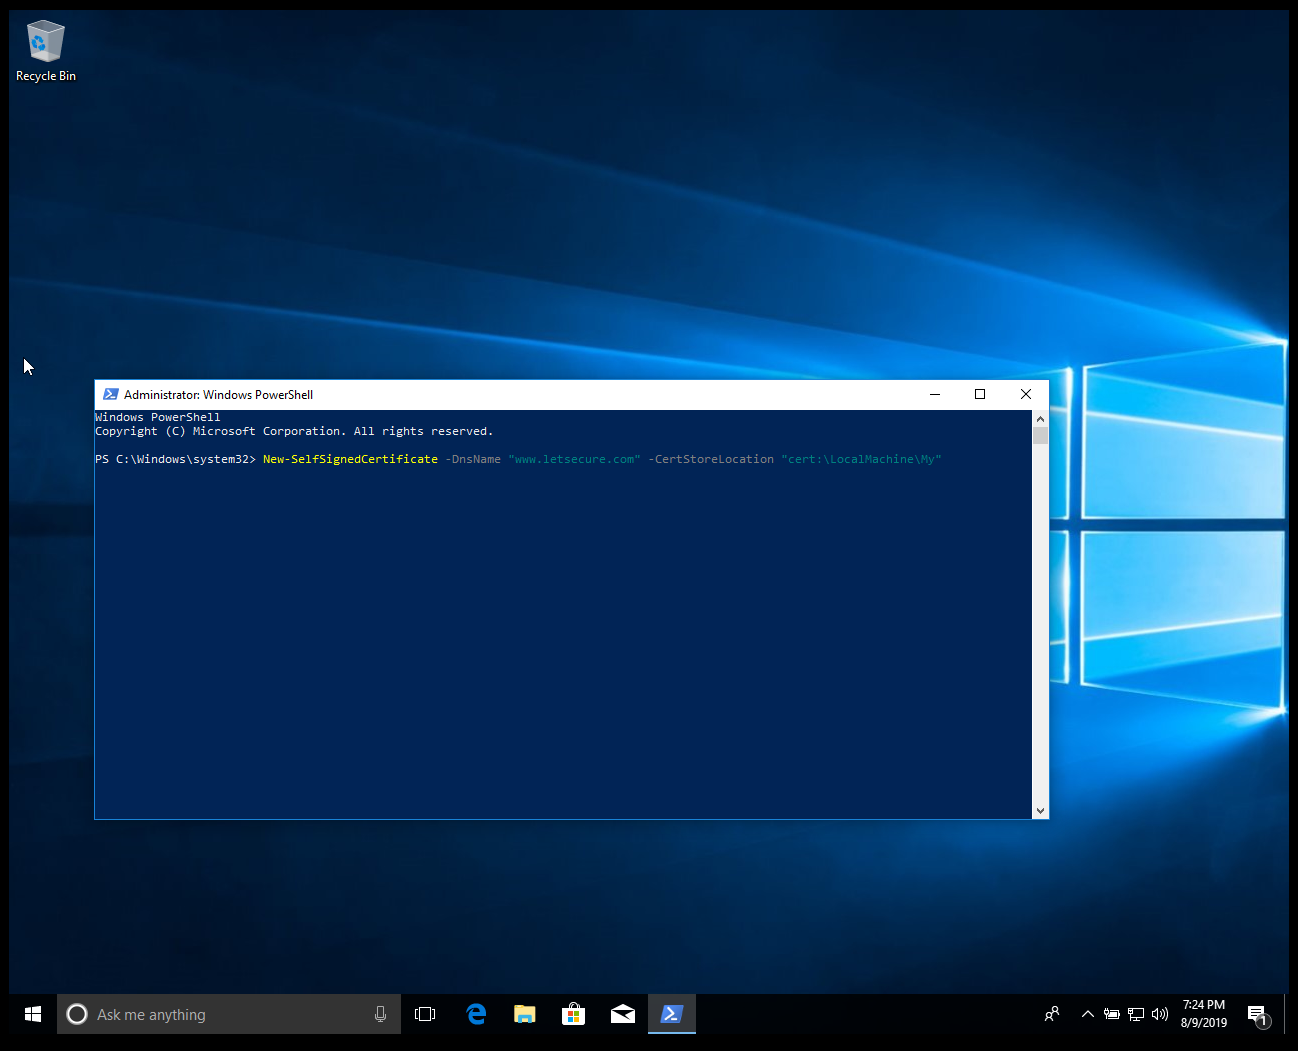 Recycle Bin
Administrator: Windows PowerShell
Windows PowerShell
Copyright (C) Microsoft Corporation. All rights reserved.
PS C:\Windows\system32> New-SelfSignedCertificate -DnsName "www.letsecure.com" -CertStoreLocation "cert:\LocalMachine\My"
Ask me anything
7:24 PM
8/9/2019
1